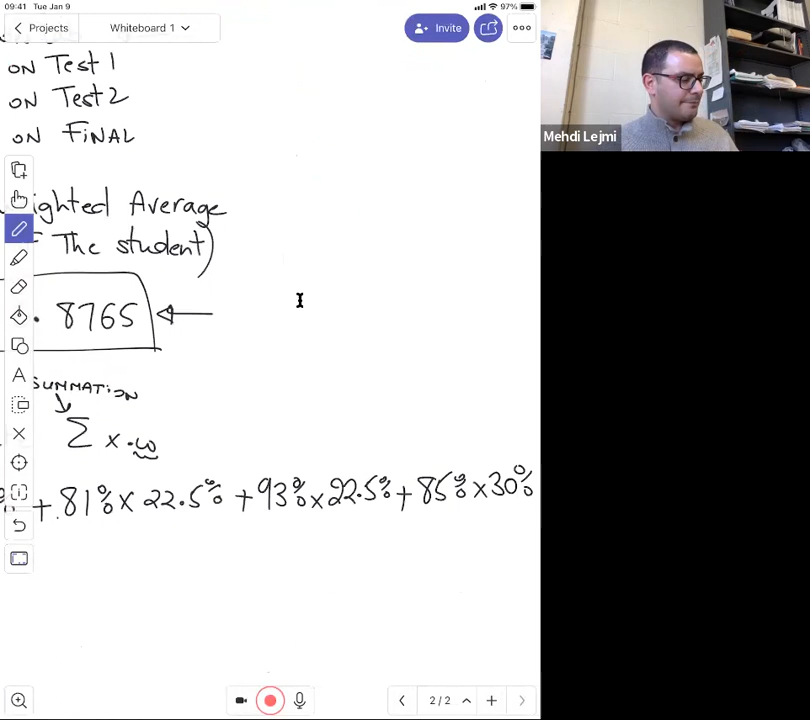 09:41 Tue Jan 9 97%
Projects Whiteboard 1 Invite
ON Test 1
ON Test 2
ON FINAL
ighted Average
The student)
. 8765
SUMMATION
Σ x . w
+ 81% x 22.5% + 93% x 22.5% + 85% x 30%
Mehdi Lejmi
A
2/2